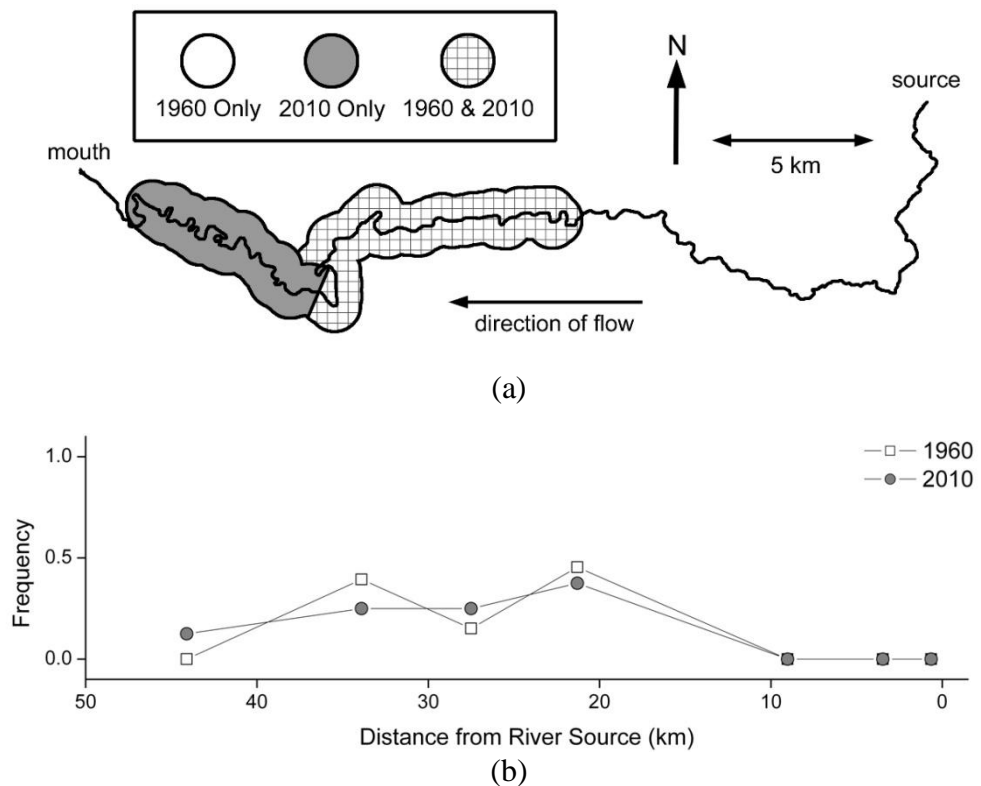 1960 Only 2010 Only 1960 & 2010
N
source
5 km
mouth
direction of flow
(a)
1.0
0.5
0.0
Frequency
1960
2010
50 40 30 20 10 0
Distance from River Source (km)
(b)